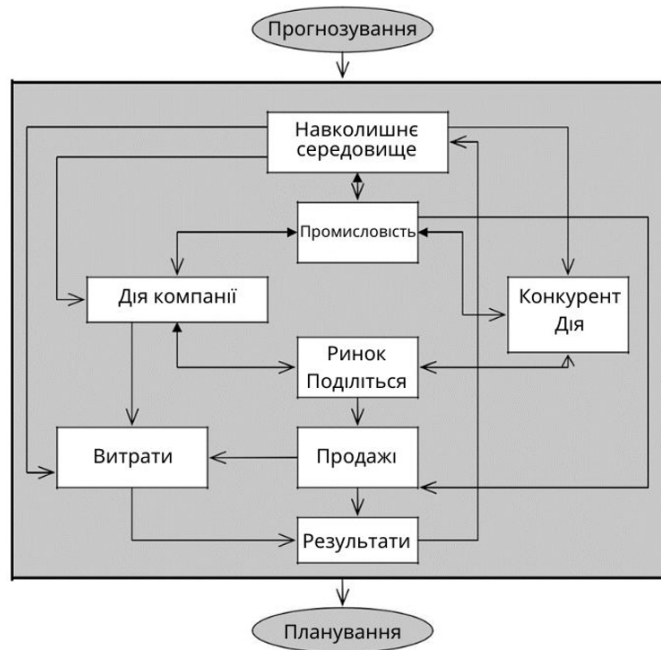 Прогнозування
Навколишнє
середовище
Промисловість
Дія компанії
Конкурент
Дія
Ринок
Поділіться
Витрати
Продажі
Результати
Планування